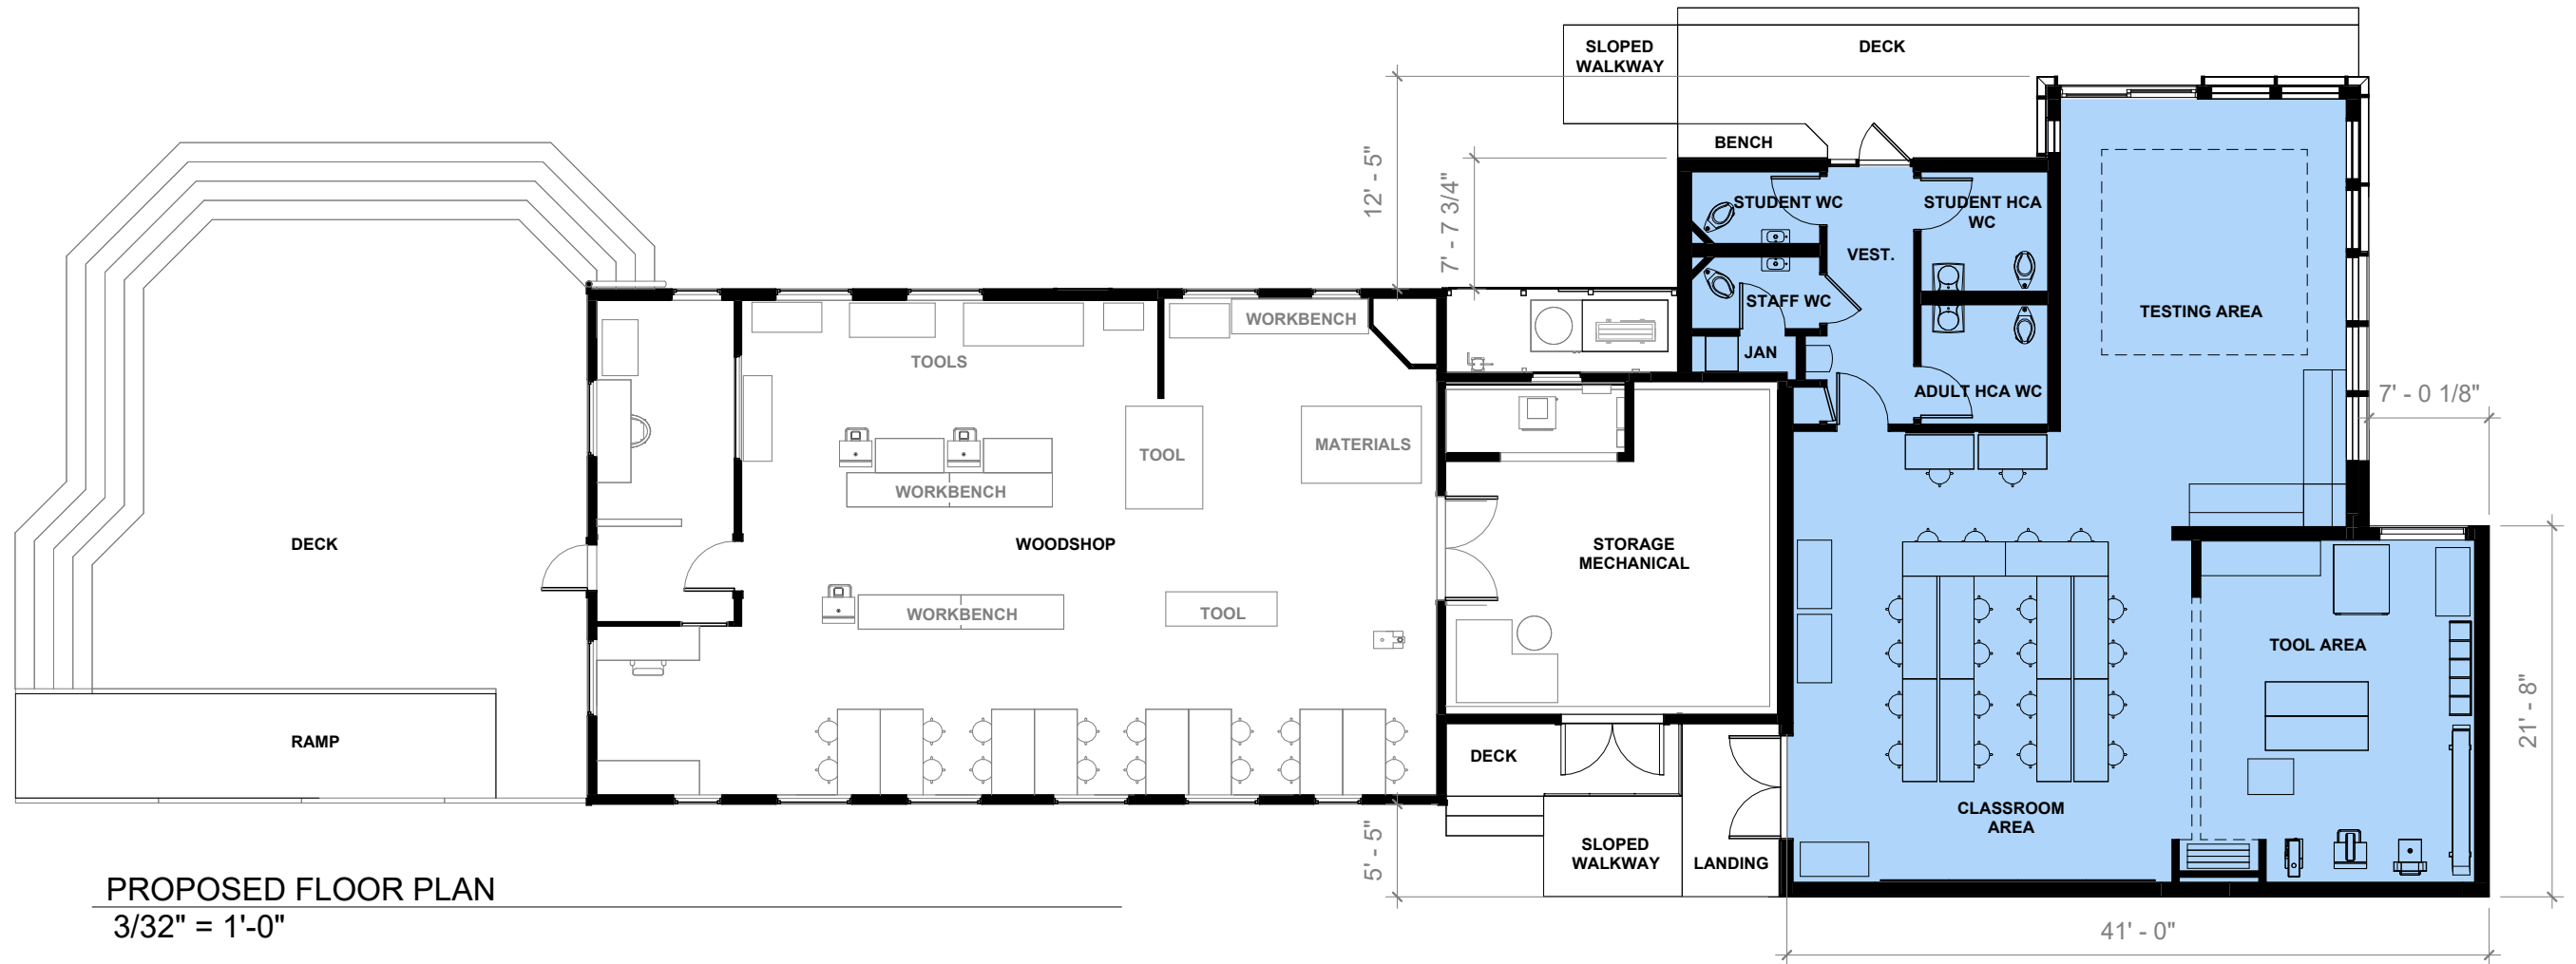 SLOPED
WALKWAY
DECK
12' - 5"
BENCH
7' - 7 3/4"
STUDENT WC
STUDENT HCA
WC
VEST.
STAFF WC
TESTING AREA
JAN
ADULT HCA WC
7' - 0 1/8"
WORKBENCH
TOOLS
TOOL
MATERIALS
WORKBENCH
DECK
WOODSHOP
STORAGE
MECHANICAL
WORKBENCH
TOOL
TOOL AREA
21' - 8"
RAMP
DECK
CLASSROOM
AREA
5' - 5"
SLOPED
WALKWAY
LANDING
PROPOSED FLOOR PLAN
3/32" = 1'-0"
41' - 0"